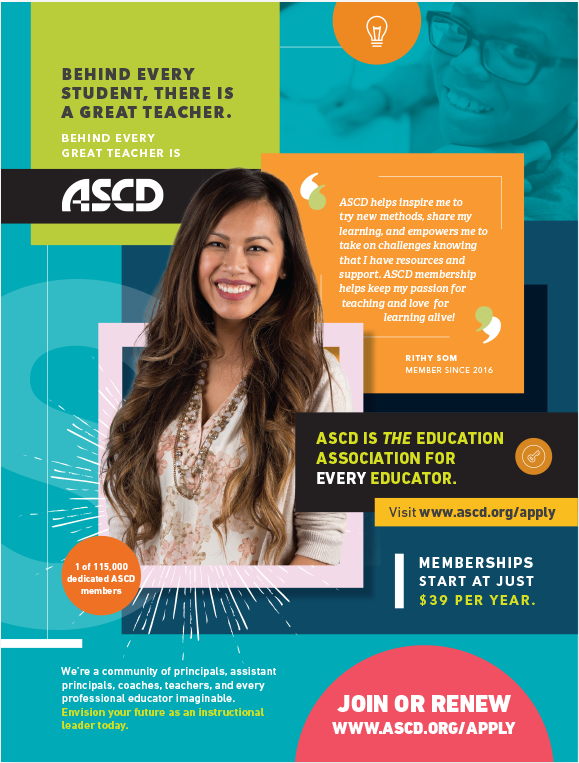 BEHIND EVERY
STUDENT, THERE IS
A GREAT TEACHER.
BEHIND EVERY
GREAT TEACHER IS
ASCD
“
ASCD helps inspire me to
try new methods, share my
learning, and empowers me to
take on challenges knowing
that I have resources and
support. ASCD membership
helps keep my passion for
teaching and love for
learning alive!
”
RITHY SOM
MEMBER SINCE 2016
ASCD IS THE EDUCATION
ASSOCIATION FOR
EVERY EDUCATOR.
Visit www.ascd.org/apply
1 of 115,000
dedicated ASCD
members
MEMBERSHIPS
START AT JUST
$39 PER YEAR.
We're a community of principals, assistant
principals, coaches, teachers, and every
professional educator imaginable.
Envision your future as an instructional
leader today.
JOIN OR RENEW
WWW.ASCD.ORG/APPLY